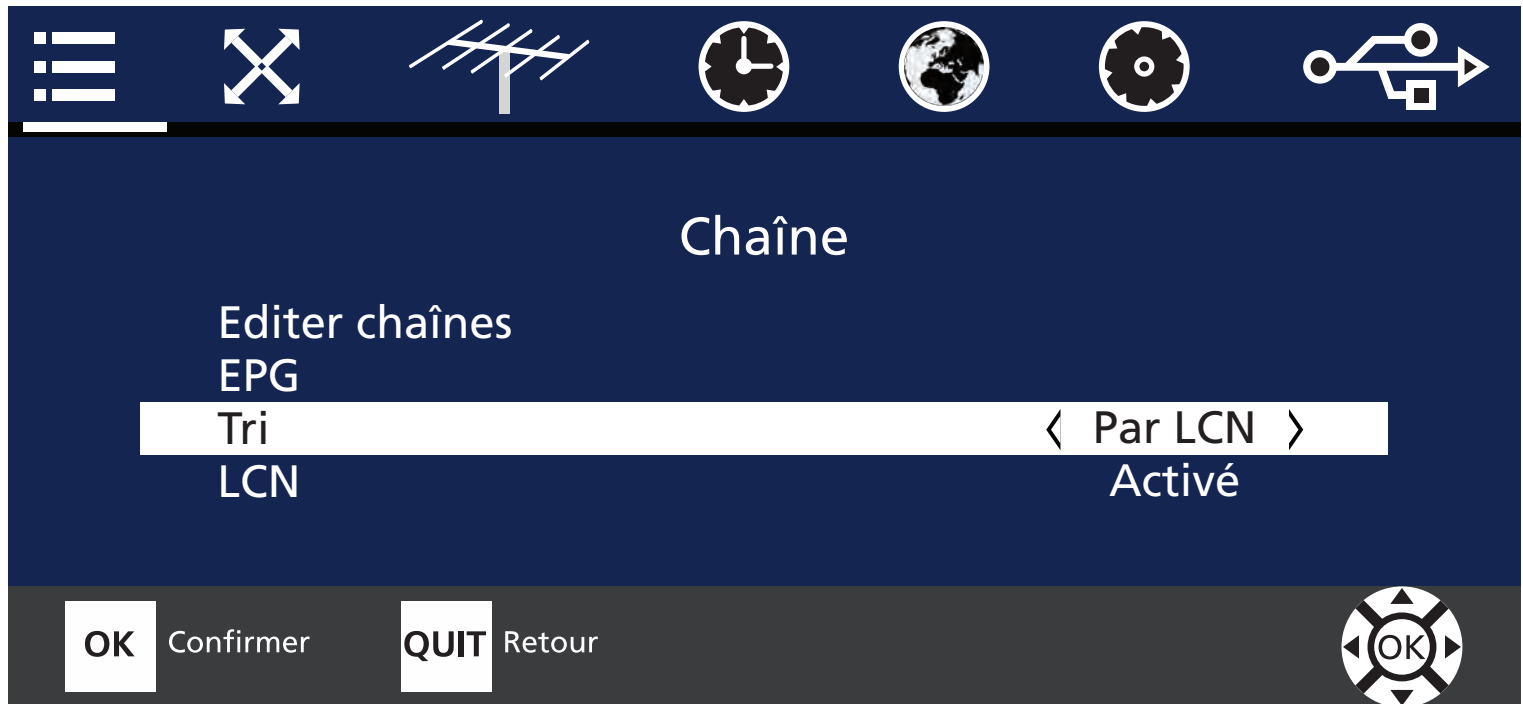 Chaîne
Editer chaînes
EPG
Tri Par LCN
LCN Activé
OK Confirmer QUIT Retour OK